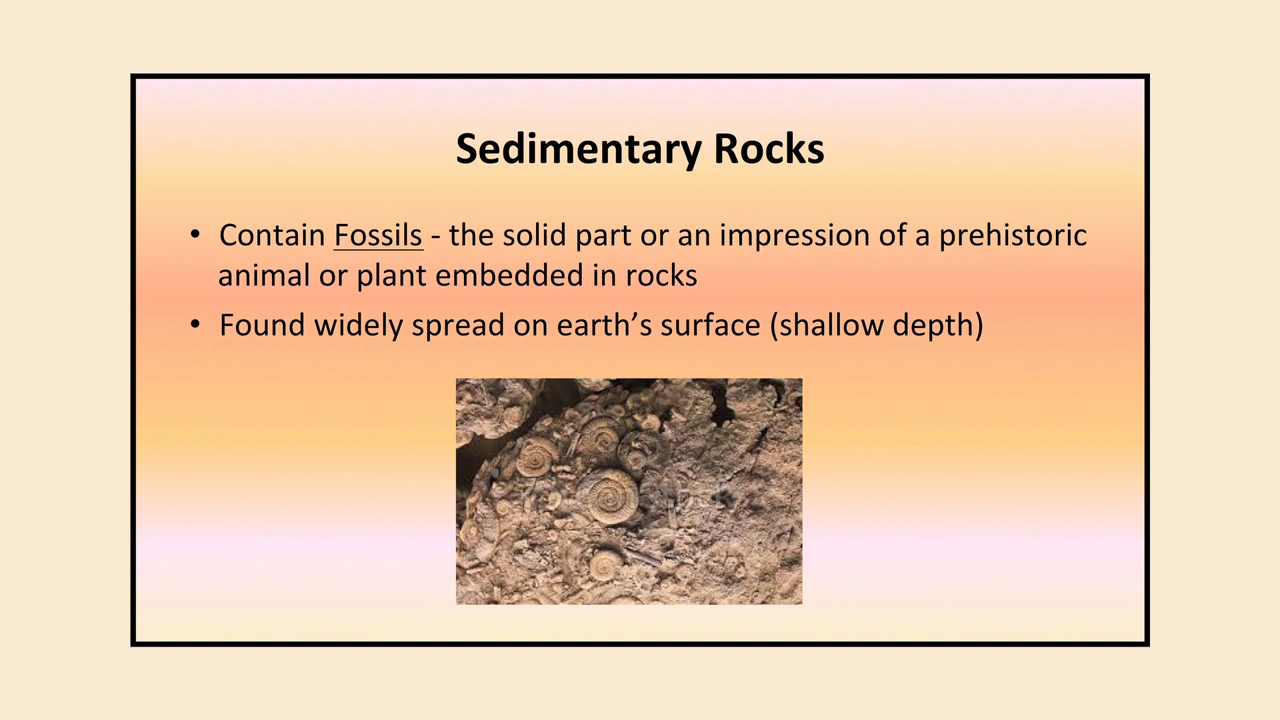 Sedimentary Rocks
• Contain Fossils - the solid part or an impression of a prehistoric
animal or plant embedded in rocks
• Found widely spread on earth’s surface (shallow depth)